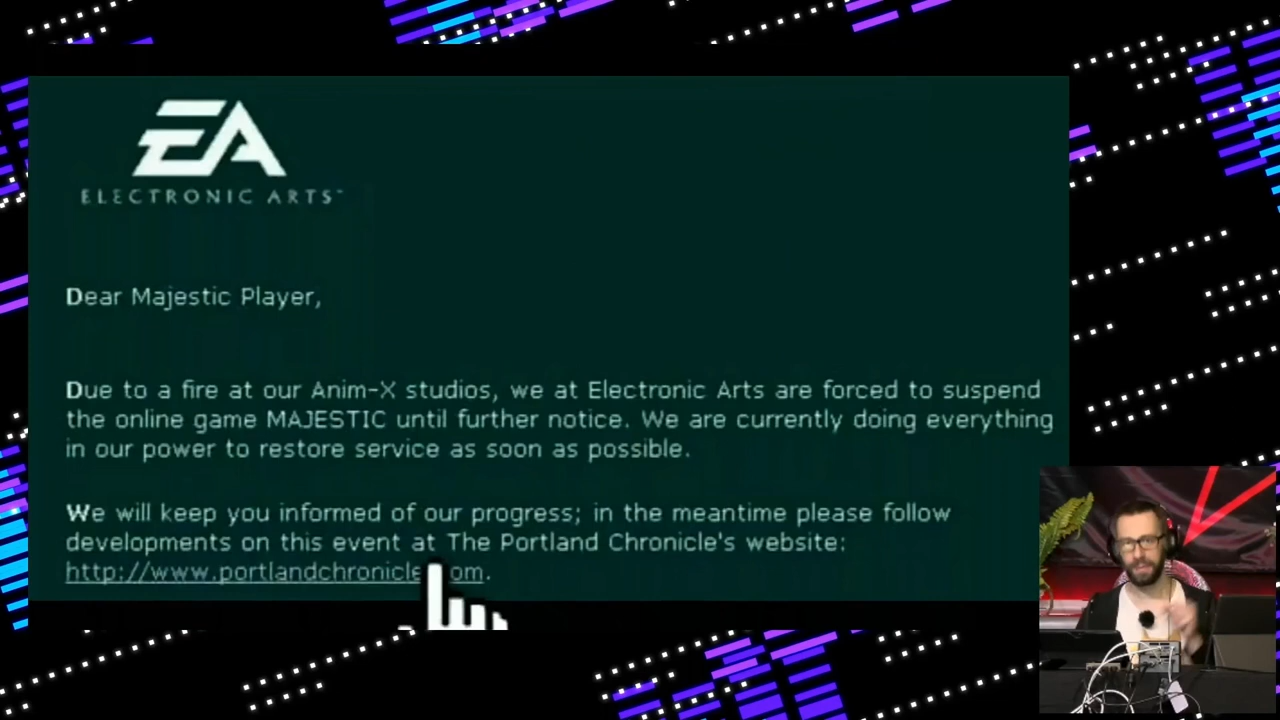 EA
ELECTRONIC ARTS™
Dear Majestic Player,
Due to a fire at our Anim-X studios, we at Electronic Arts are forced to suspend
the online game MAJESTIC until further notice. We are currently doing everything
in our power to restore service as soon as possible.
We will keep you informed of our progress; in the meantime please follow
developments on this event at The Portland Chronicle's website:
http://www.portlandchronicle.com.